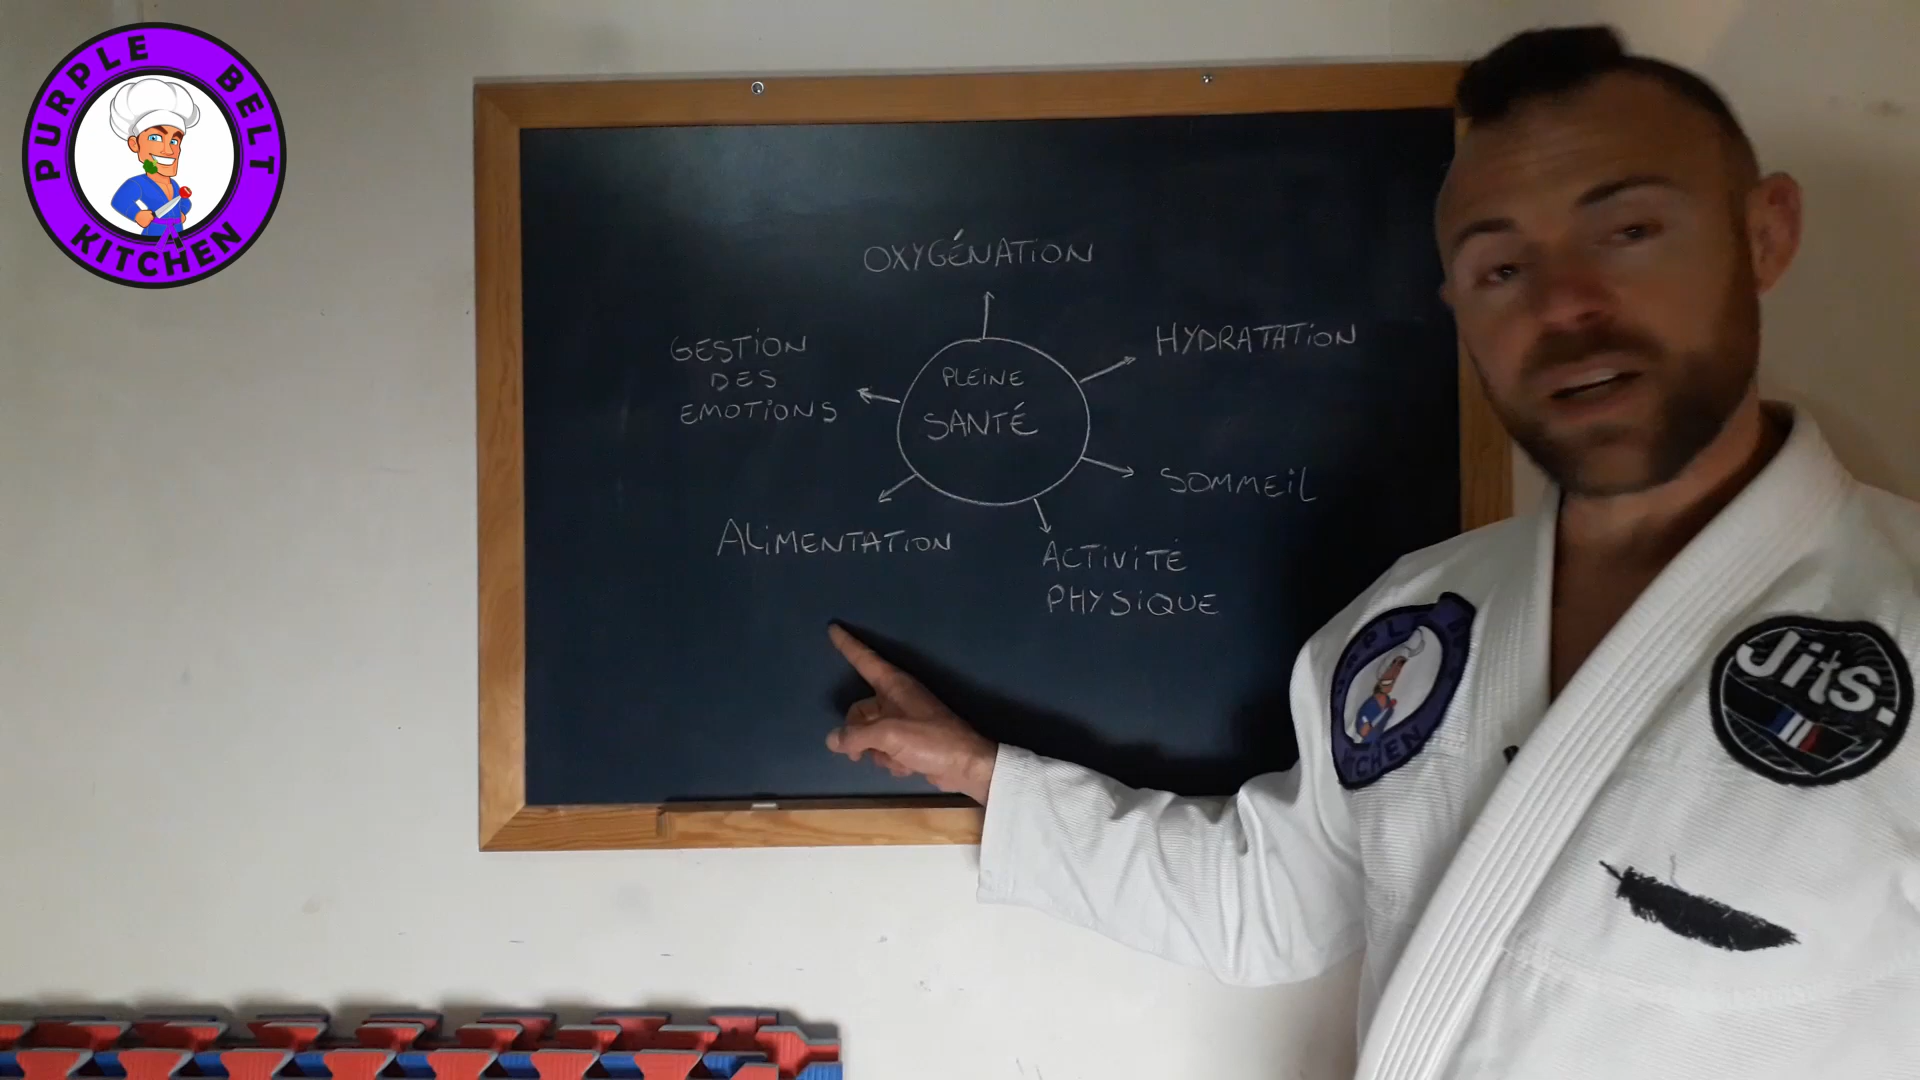 PURPLE BELT
KITCHEN
OXYGÉNATION
HYDRATATION
GESTION
DES
EMOTIONS
PLEINE
SANTÉ
SOMMEIL
ALIMENTATION
ACTIVITÉ
PHYSIQUE
Jits.